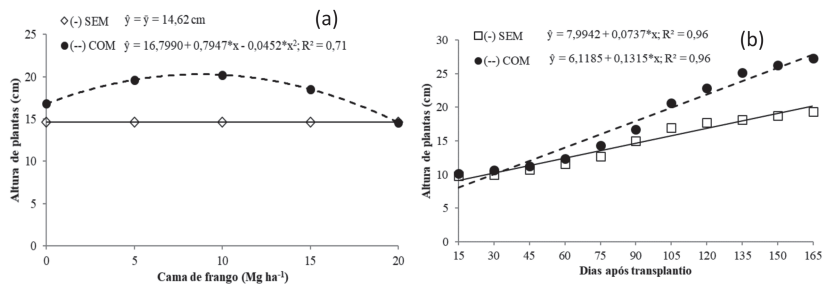 (a)
(-) SEM ŷ = ȳ = 14,62 cm
(--) COM ŷ = 16,7990 + 0,7947*x - 0,0452*x²; R² = 0,71
Altura de plantas (cm)
25
20
15
10
5
0
0 5 10 15 20
Cama de frango (Mg ha⁻¹)
(b)
(-) SEM ŷ = 7,9942 + 0,0737*x; R² = 0,96
(--) COM ŷ = 6,1185 + 0,1315*x; R² = 0,96
Altura de plantas (cm)
30
25
20
15
10
5
0
15 30 45 60 75 90 105 120 135 150 165
Dias após transplantio